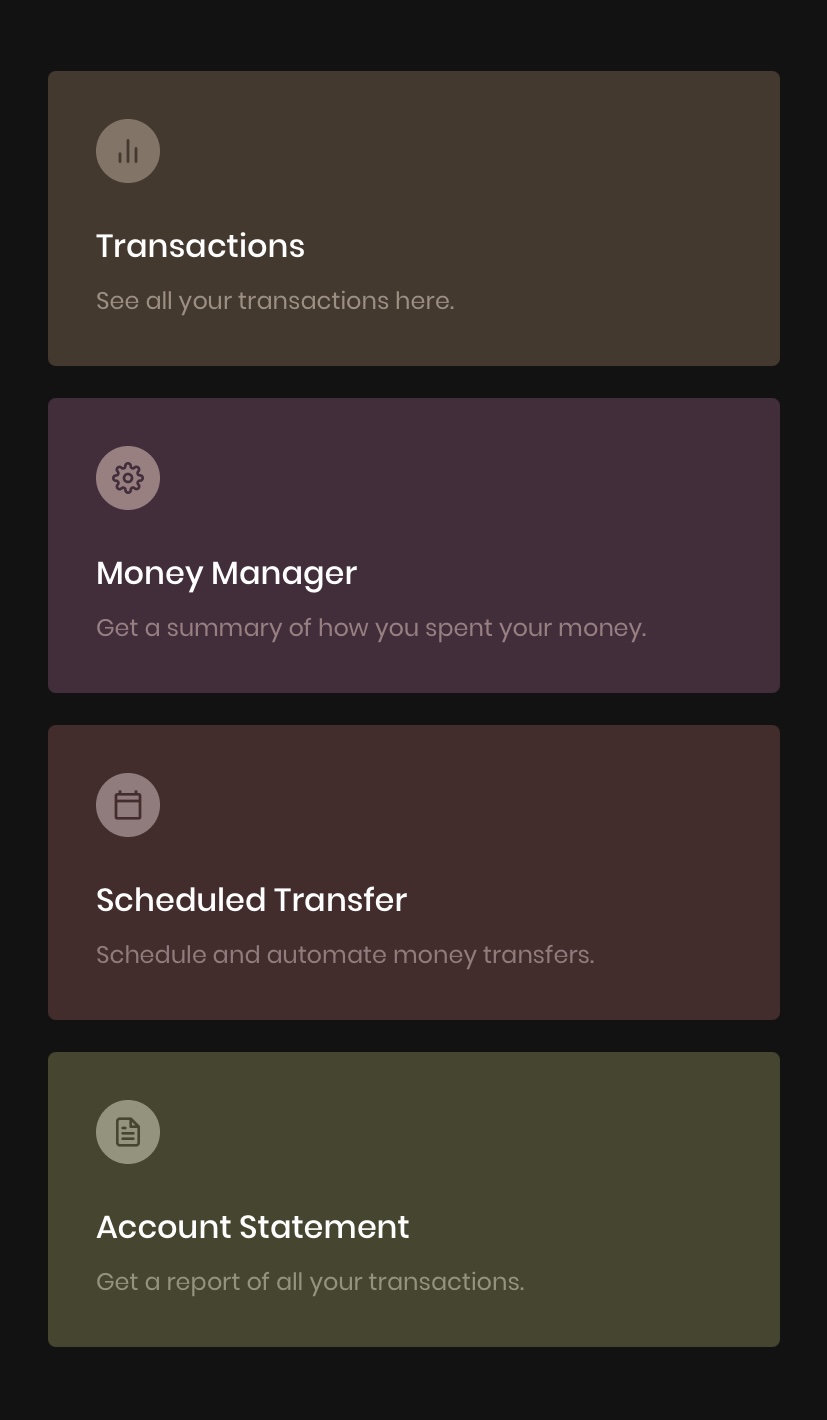 Transactions
See all your transactions here.
Money Manager
Get a summary of how you spent your money.
Scheduled Transfer
Schedule and automate money transfers.
Account Statement
Get a report of all your transactions.